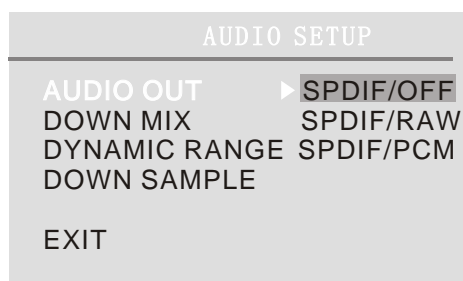 AUDIO SETUP
AUDIO OUT ▶ SPDIF/OFF
DOWN MIX SPDIF/RAW
DYNAMIC RANGE SPDIF/PCM
DOWN SAMPLE
EXIT